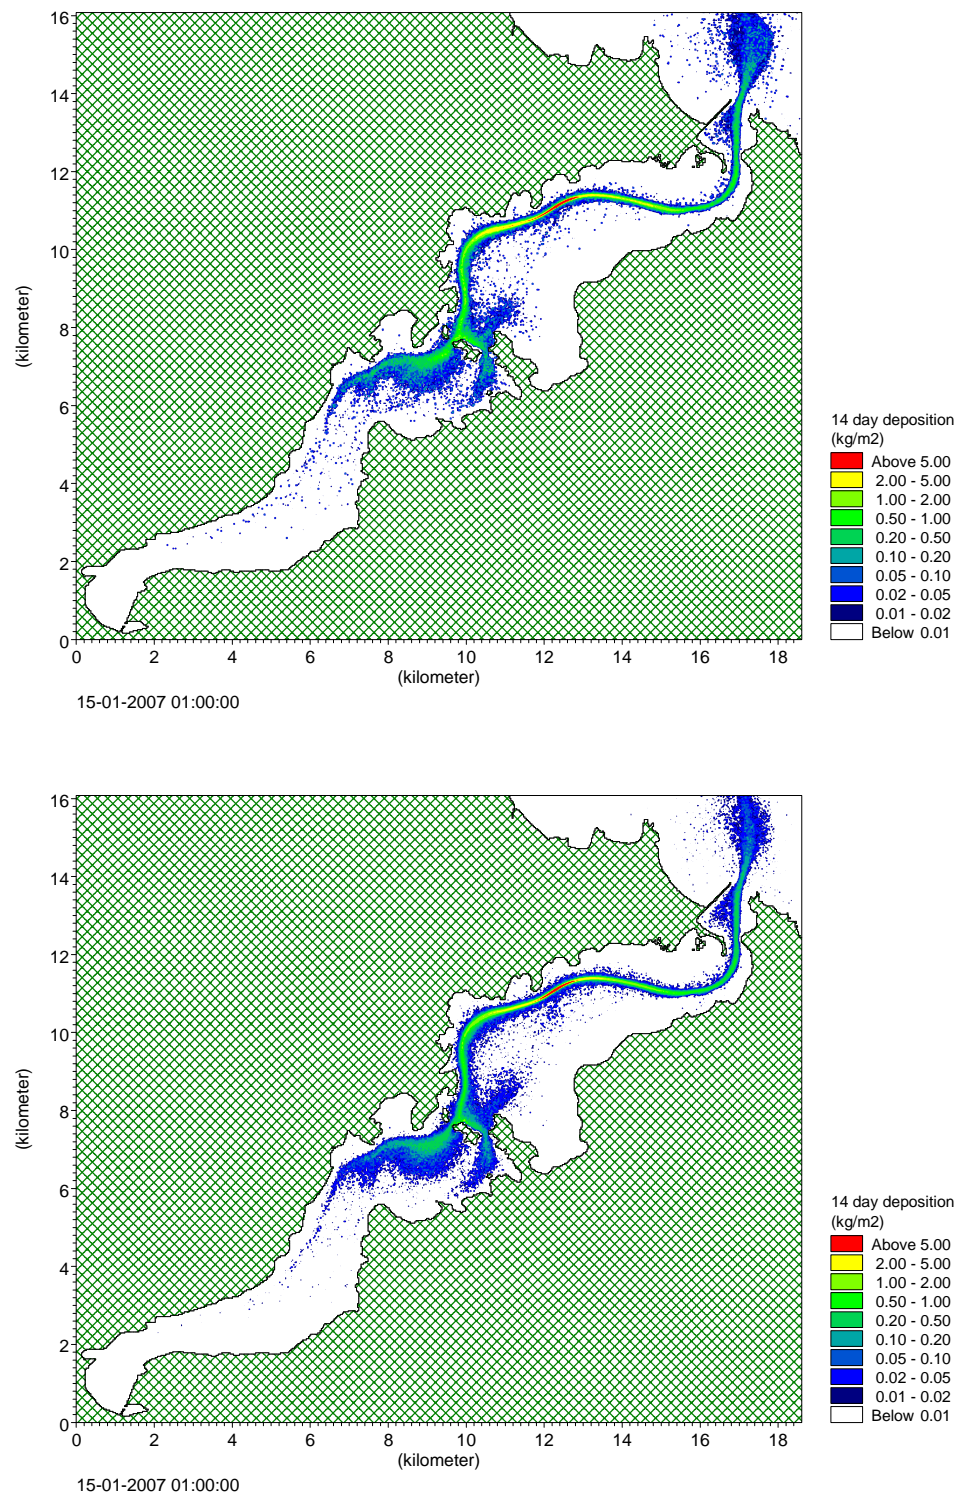 16
14
12
10
8
6
4
2
0
(kilometer)
0 2 4 6 8 10 12 14 16 18
(kilometer)
15-01-2007 01:00:00
14 day deposition
(kg/m2)
Above 5.00
2.00 - 5.00
1.00 - 2.00
0.50 - 1.00
0.20 - 0.50
0.10 - 0.20
0.05 - 0.10
0.02 - 0.05
0.01 - 0.02
Below 0.01
16
14
12
10
8
6
4
2
0
(kilometer)
0 2 4 6 8 10 12 14 16 18
(kilometer)
15-01-2007 01:00:00
14 day deposition
(kg/m2)
Above 5.00
2.00 - 5.00
1.00 - 2.00
0.50 - 1.00
0.20 - 0.50
0.10 - 0.20
0.05 - 0.10
0.02 - 0.05
0.01 - 0.02
Below 0.01